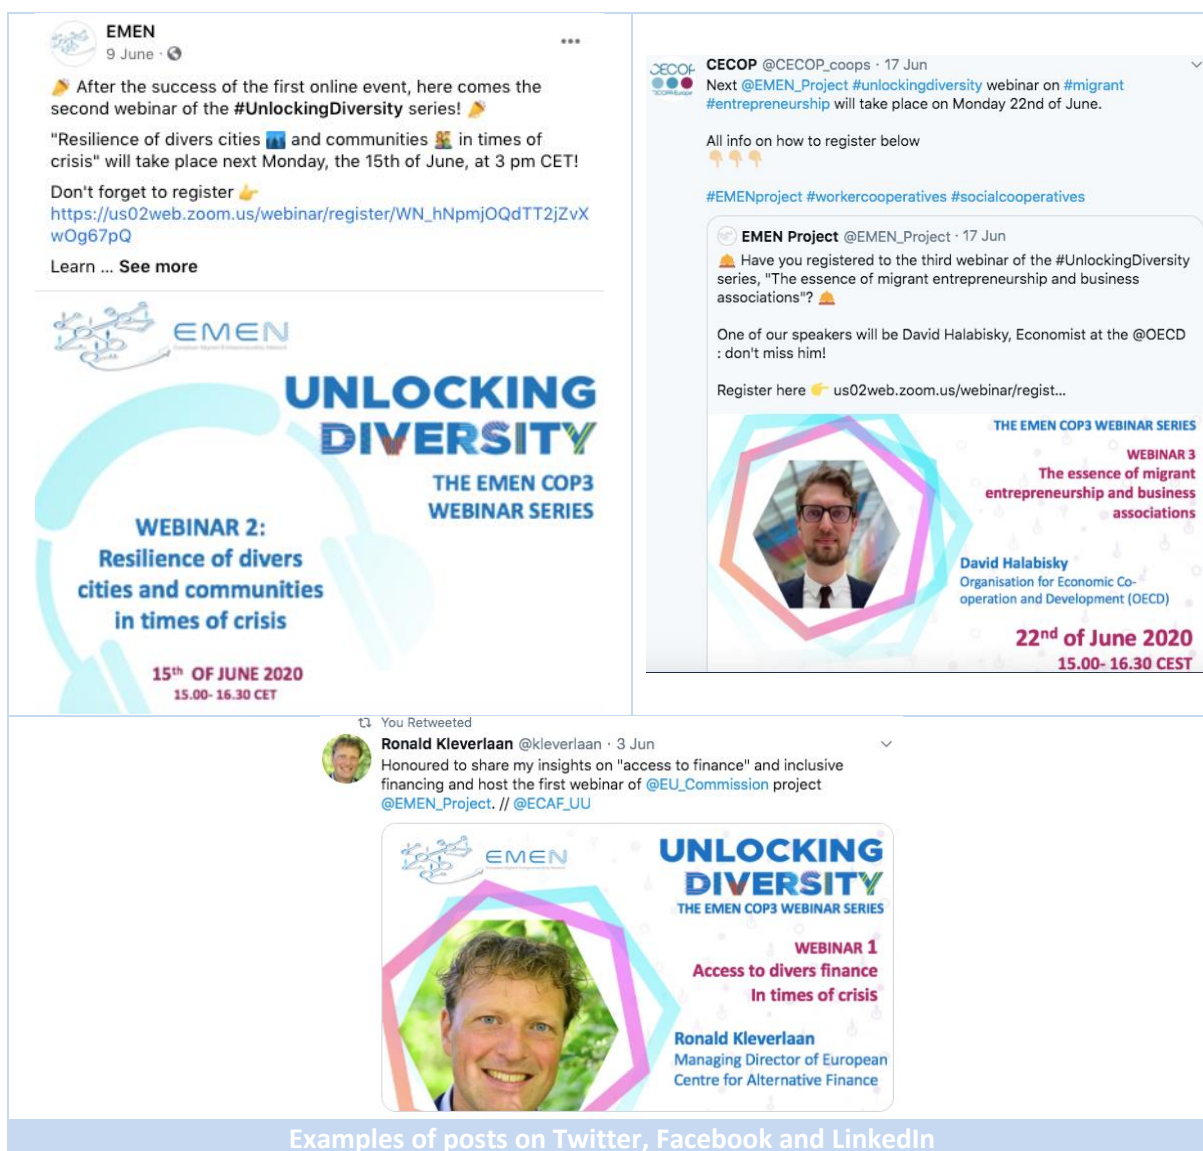 EMEN
9 June
After the success of the first online event, here comes the
second webinar of the #UnlockingDiversity series!
"Resilience of divers cities and communities in times of
crisis" will take place next Monday, the 15th of June, at 3 pm CET!
Don't forget to register
https://us02web.zoom.us/webinar/register/WN_hNpmjOQdTT2jZvX
wOg67pQ
Learn ... See more
EMEN
UNLOCKING
DIVERSITY
THE EMEN COP3
WEBINAR SERIES
WEBINAR 2:
Resilience of divers
cities and communities
in times of crisis
15th OF JUNE 2020
15.00- 16.30 CET
CECOP
CECOP @CECOP_coops · 17 Jun
Next @EMEN_Project #unlockingdiversity webinar on #migrant
#entrepreneurship will take place on Monday 22nd of June.
All info on how to register below
#EMENproject #workercooperatives #socialcooperatives
EMEN Project @EMEN_Project · 17 Jun
Have you registered to the third webinar of the #UnlockingDiversity
series, "The essence of migrant entrepreneurship and business
associations"?
One of our speakers will be David Halabisky, Economist at the @OECD
: don't miss him!
Register here us02web.zoom.us/webinar/regist...
THE EMEN COP3 WEBINAR SERIES
WEBINAR 3
The essence of migrant
entrepreneurship and business
associations
David Halabisky
Organisation for Economic Co-
operation and Development (OECD)
22nd of June 2020
15.00- 16.30 CEST
You Retweeted
Ronald Kleverlaan @kleverlaan · 3 Jun
Honoured to share my insights on "access to finance" and inclusive
financing and host the first webinar of @EU_Commission project
@EMEN_Project. // @ECAF_UU
EMEN
UNLOCKING
DIVERSITY
THE EMEN COP3 WEBINAR SERIES
WEBINAR 1
Access to divers finance
In times of crisis
Ronald Kleverlaan
Managing Director of European
Centre for Alternative Finance
Examples of posts on Twitter, Facebook and LinkedIn